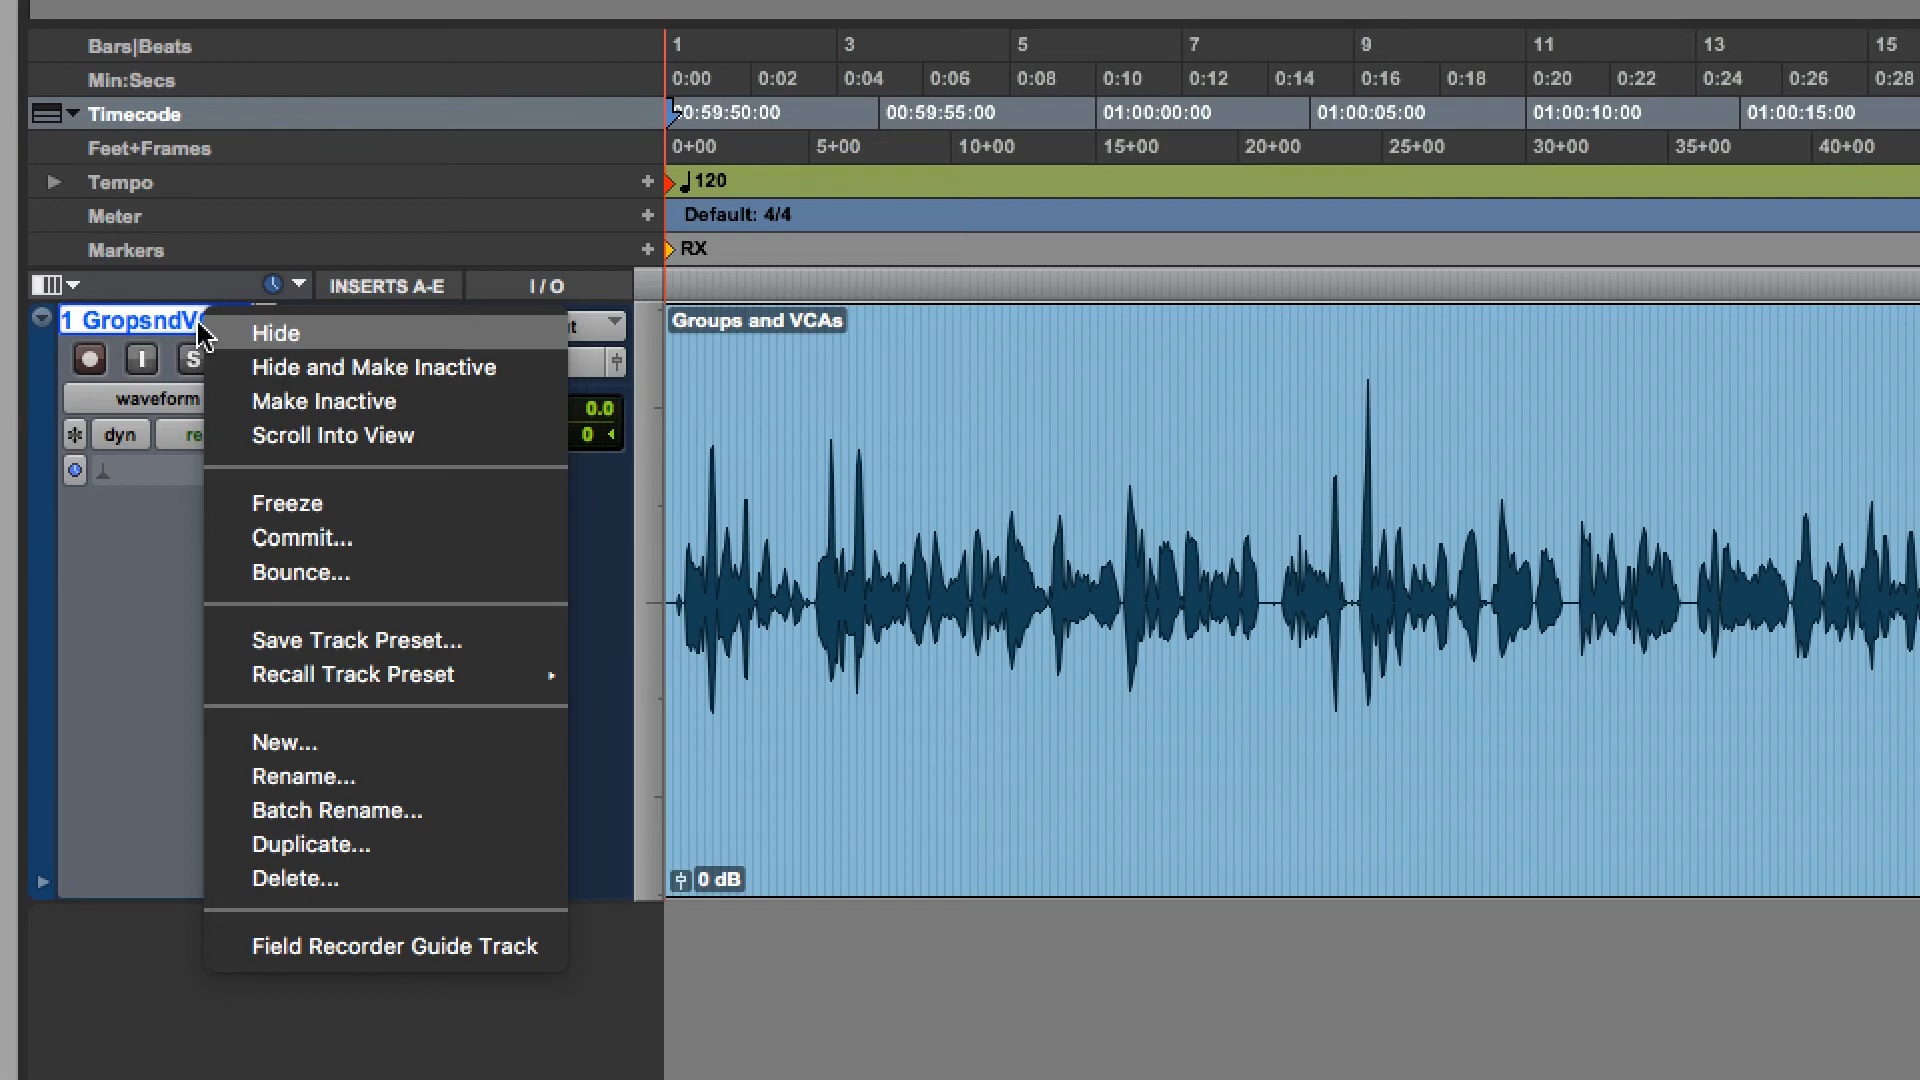 Bars|Beats 1 3 5 7 9 11 13 15
Min:Secs 0:00 0:02 0:04 0:06 0:08 0:10 0:12 0:14 0:16 0:18 0:20 0:22 0:24 0:26 0:28
Timecode 00:59:55:00 01:00:00:00 01:00:05:00 01:00:10:00 01:00:15:00
Feet+Frames 0+00 5+00 10+00 15+00 20+00 25+00 30+00 35+00 40+00
Tempo + 120
Meter + Default: 4/4
Markers + RX
INSERTS A-E I / O
1 GropsndV
Groups and VCAs
I S
waveform
dyn re
0.0
0
Hide
Hide and Make Inactive
Make Inactive
Scroll Into View
Freeze
Commit...
Bounce...
Save Track Preset...
Recall Track Preset
New...
Rename...
Batch Rename...
Duplicate...
Delete...
Field Recorder Guide Track
0 dB